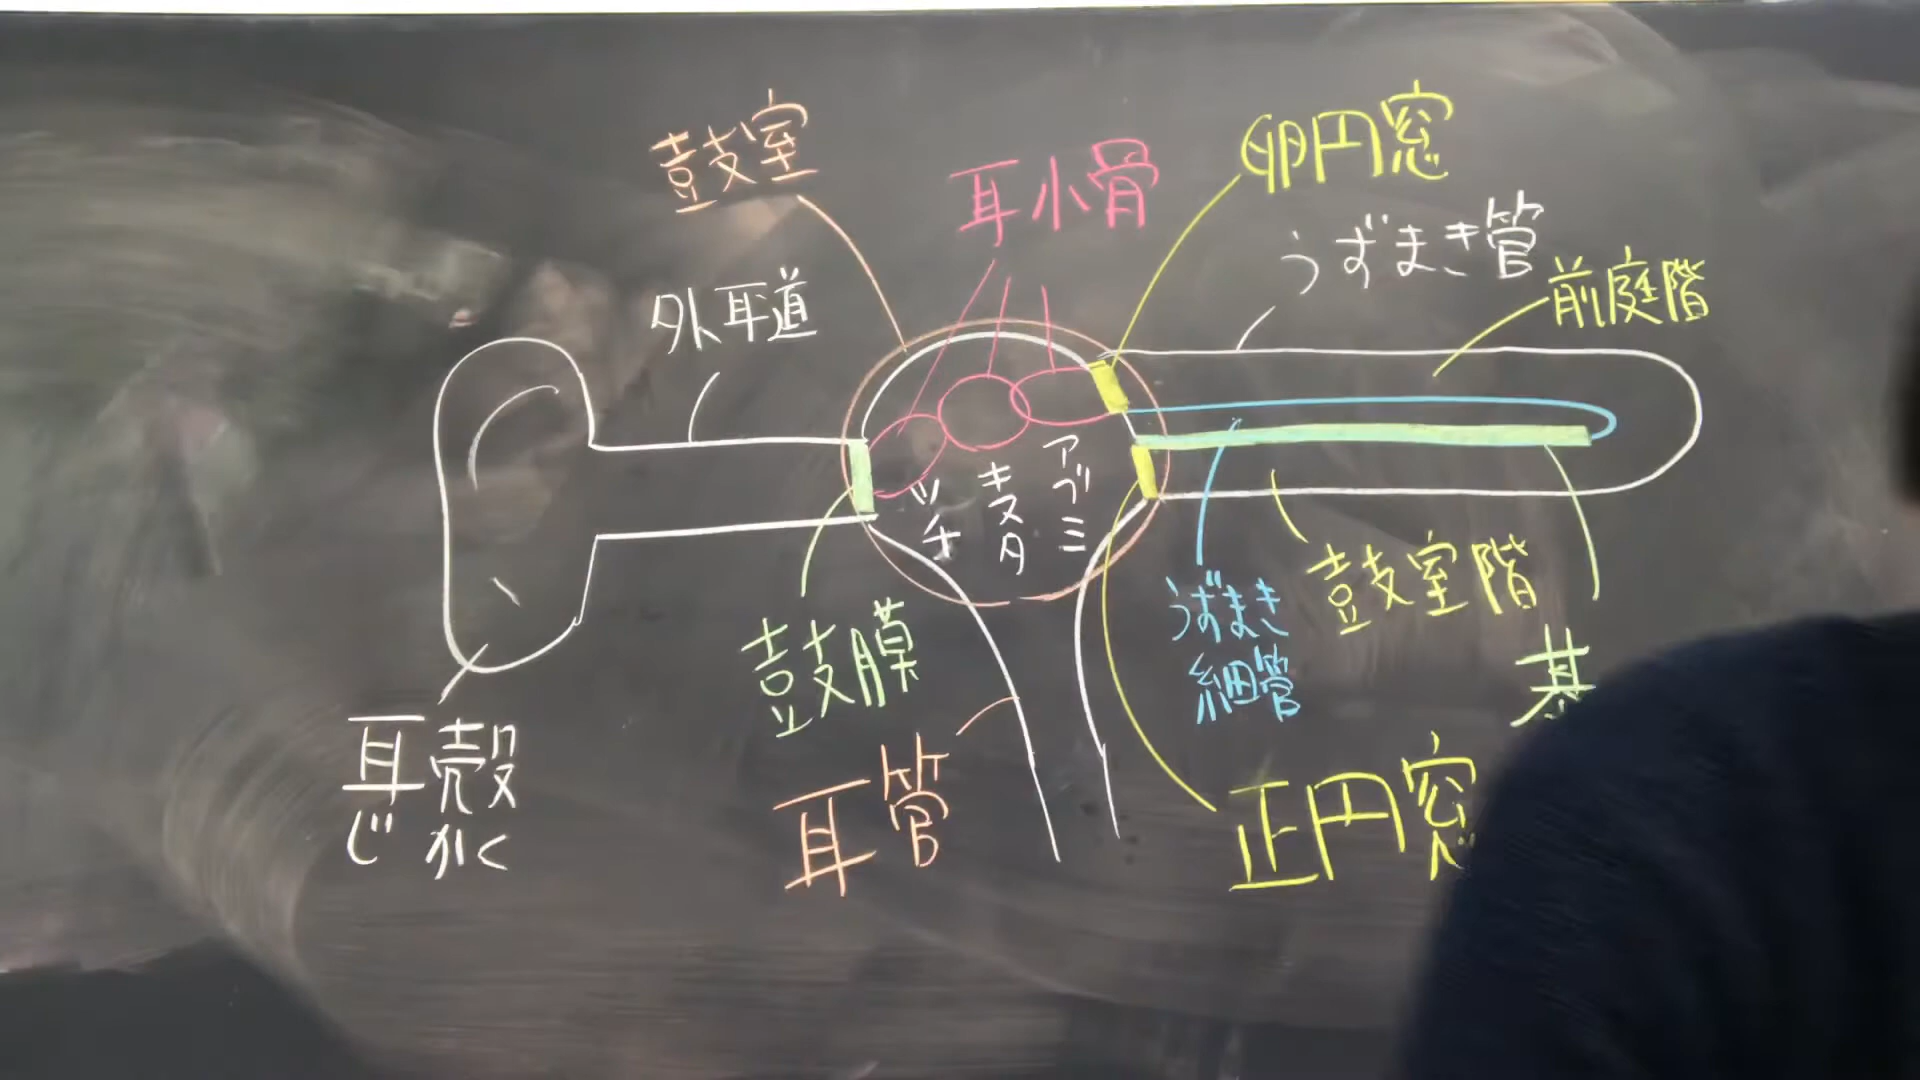 鼓室
耳小骨
卵円窓
うずまき管
前庭階
外耳道
ツチ
キヌタ
アブミ
鼓膜
うずまき
細管
鼓室階
基
耳殻
じかく
耳管
正円窓